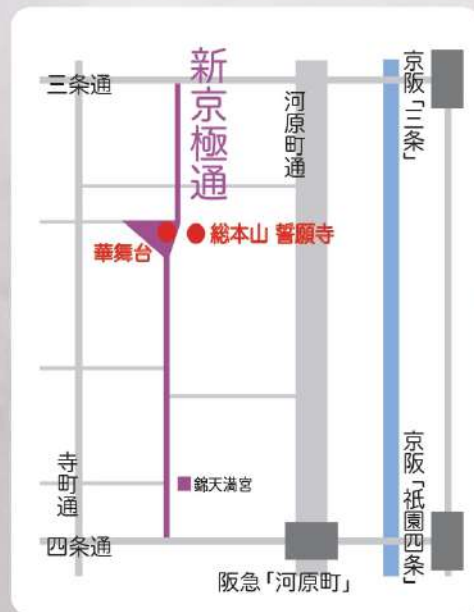 三条通
新京極通
河原町通
京阪「三条」
華舞台
総本山 誓願寺
寺町通
錦天満宮
京阪「祇園四条」
四条通
阪急「河原町」